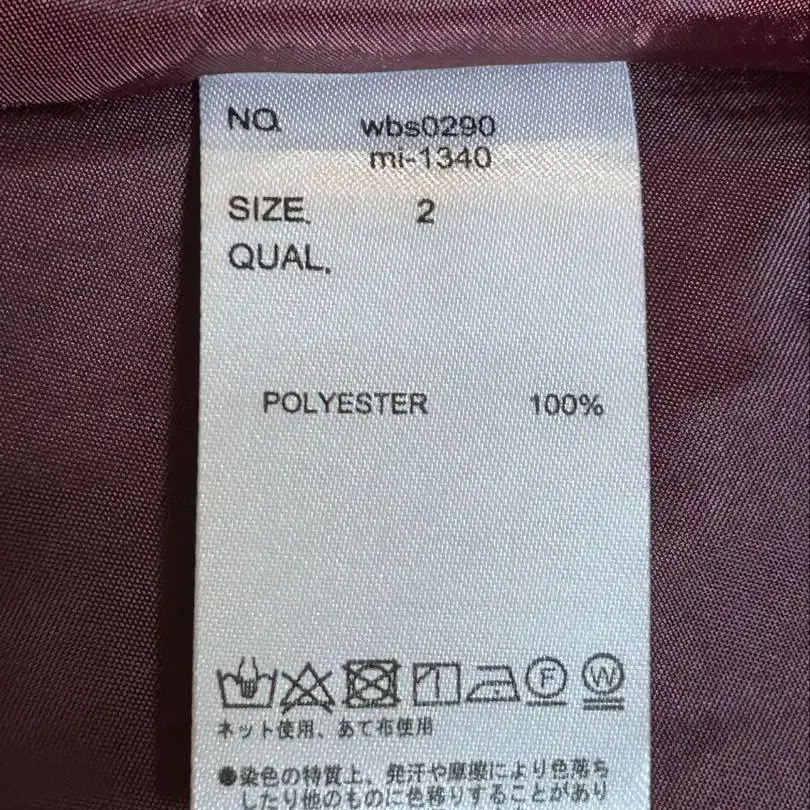 NO. wbs0290
mi-1340
SIZE. 2
QUAL.
POLYESTER 100%
F W
ネット使用、あて布使用
●染色の特質上、発汗や摩擦により色落ち
したり他のものに色移りすることがあり